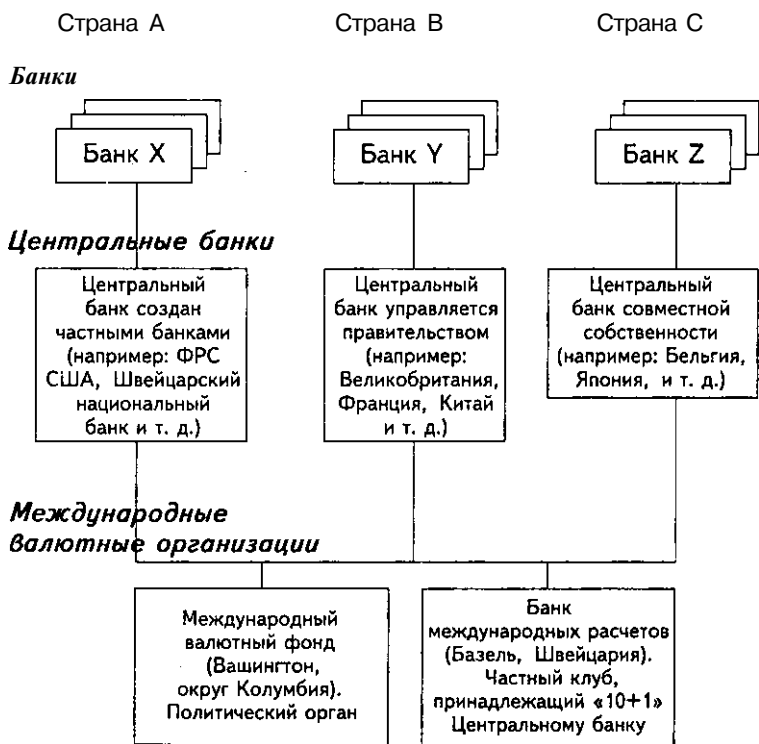 Страна А
Страна В
Страна С
Банки
Банк X
Банк Y
Банк Z
Центральные банки
Центральный
банк создан
частными банками
(например: ФРС
США, Швейцарский
национальный
банк и т. д.)
Центральный
банк управляется
правительством
(например:
Великобритания,
Франция, Китай
и т. д.)
Центральный
банк совместной
собственности
(например: Бельгия,
Япония, и т. д.)
Международные
валютные организации
Международный
валютный фонд
(Вашингтон,
округ Колумбия).
Политический орган
Банк
международных расчетов
(Базель, Швейцария).
Частный клуб,
принадлежащий «10+1»
Центральному банку